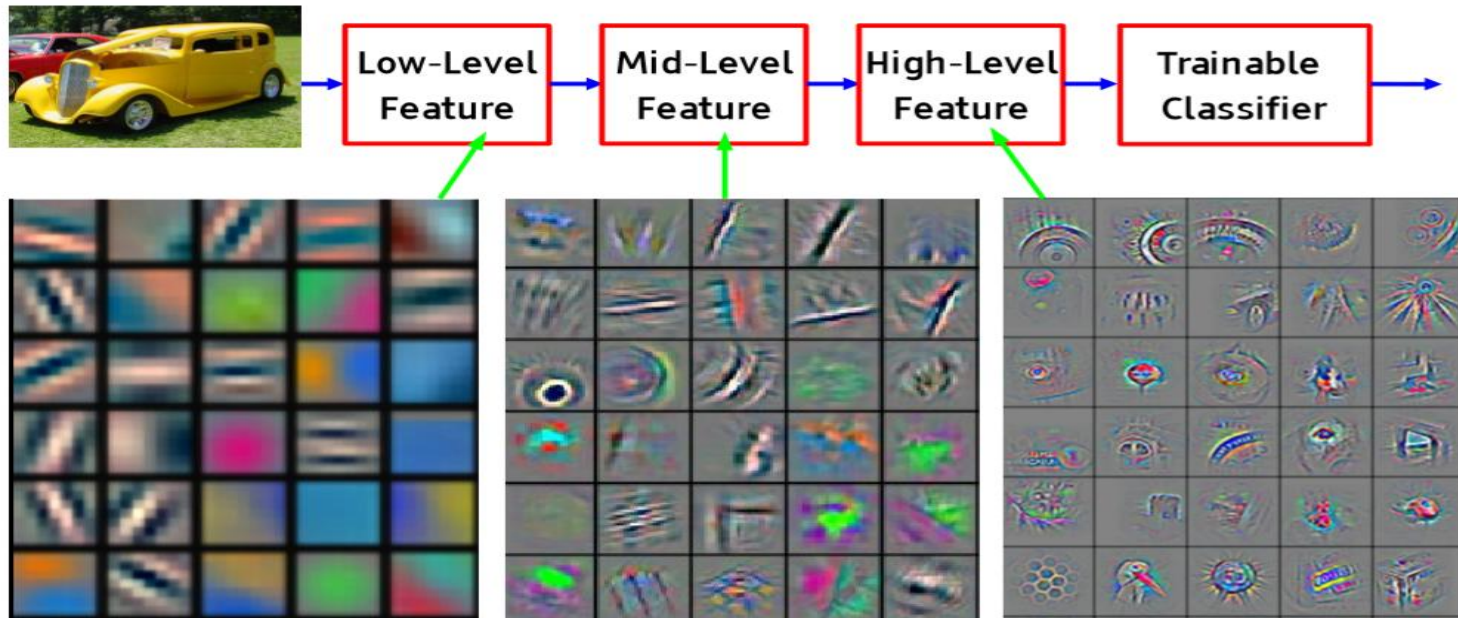 Low-Level
Feature
Mid-Level
Feature
High-Level
Feature
Trainable
Classifier